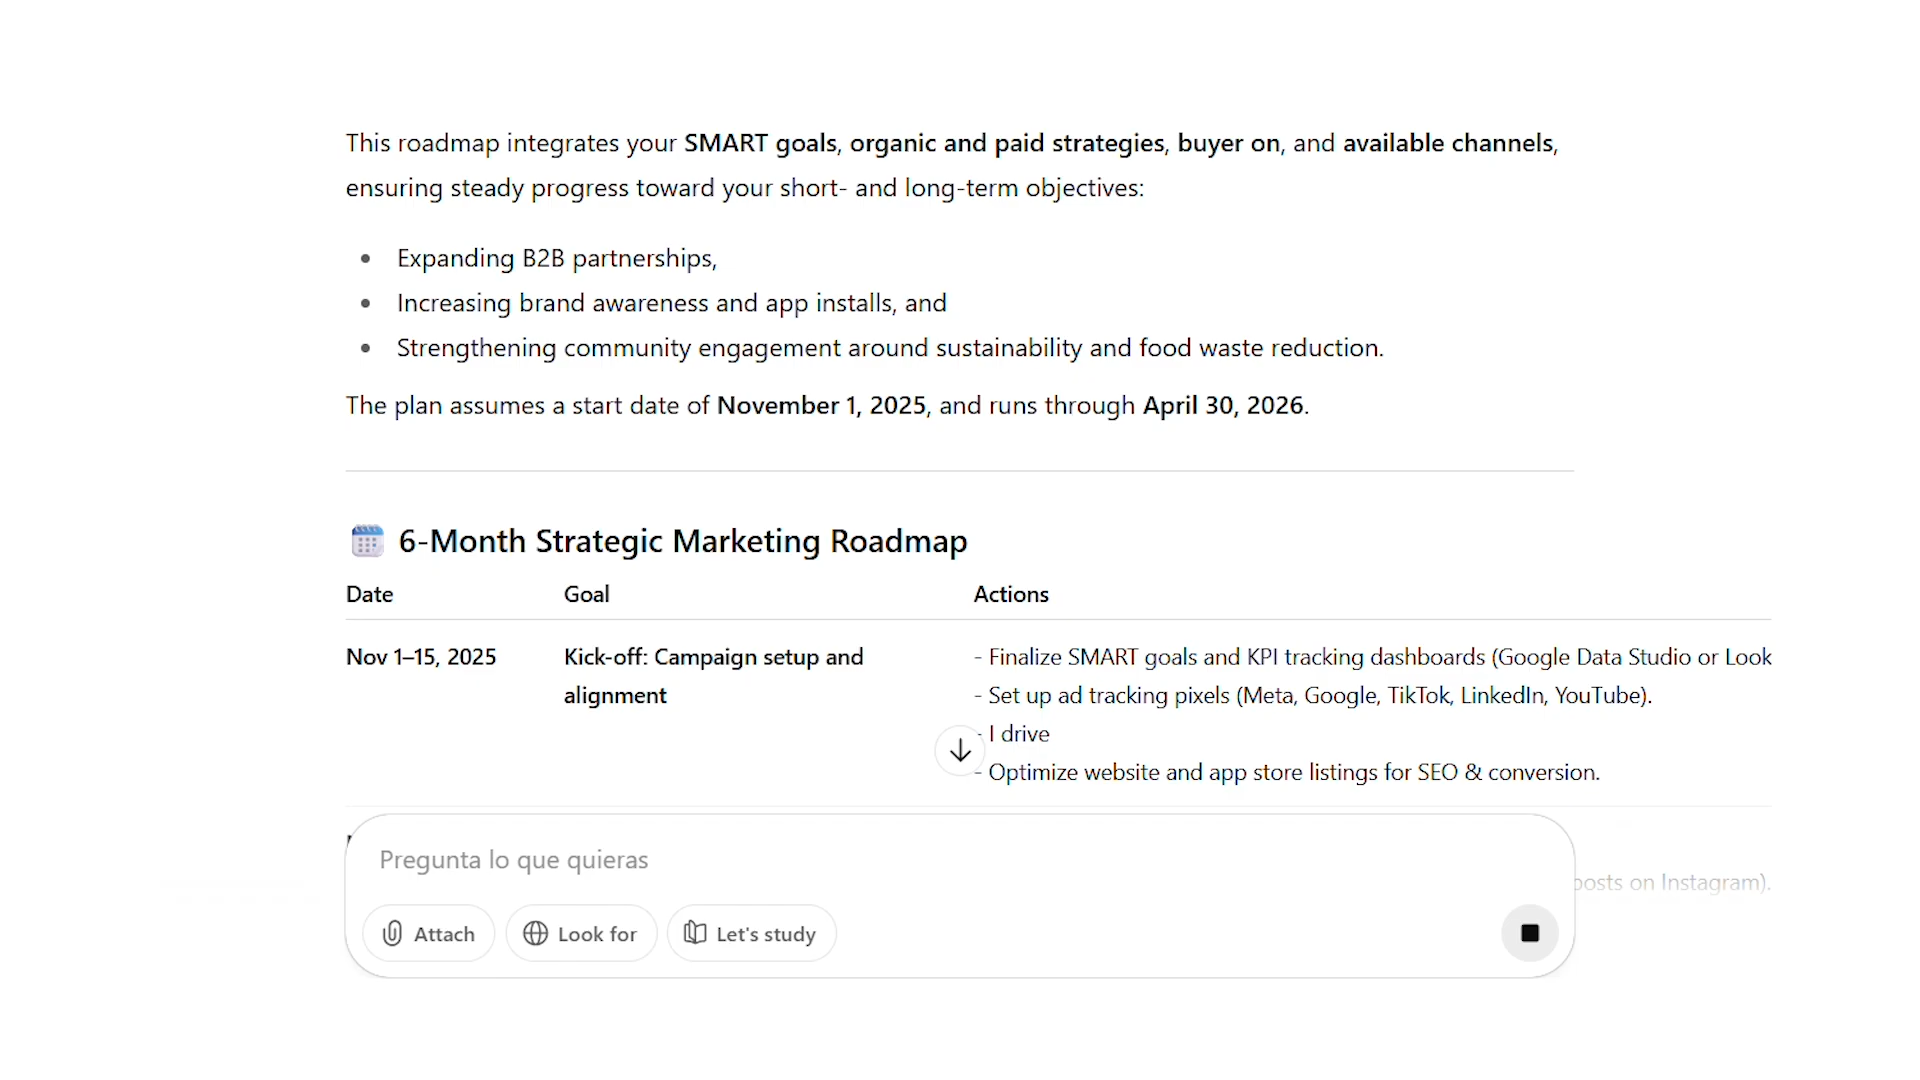 This roadmap integrates your SMART goals, organic and paid strategies, buyer on, and available channels,
ensuring steady progress toward your short- and long-term objectives:
Expanding B2B partnerships,
Increasing brand awareness and app installs, and
Strengthening community engagement around sustainability and food waste reduction.
The plan assumes a start date of November 1, 2025, and runs through April 30, 2026.
6-Month Strategic Marketing Roadmap
Date Goal Actions
Nov 1–15, 2025 Kick-off: Campaign setup and - Finalize SMART goals and KPI tracking dashboards (Google Data Studio or Look
alignment - Set up ad tracking pixels (Meta, Google, TikTok, LinkedIn, YouTube).
- I drive
- Optimize website and app store listings for SEO & conversion.
Pregunta lo que quieras
posts on Instagram).
Attach Look for Let's study